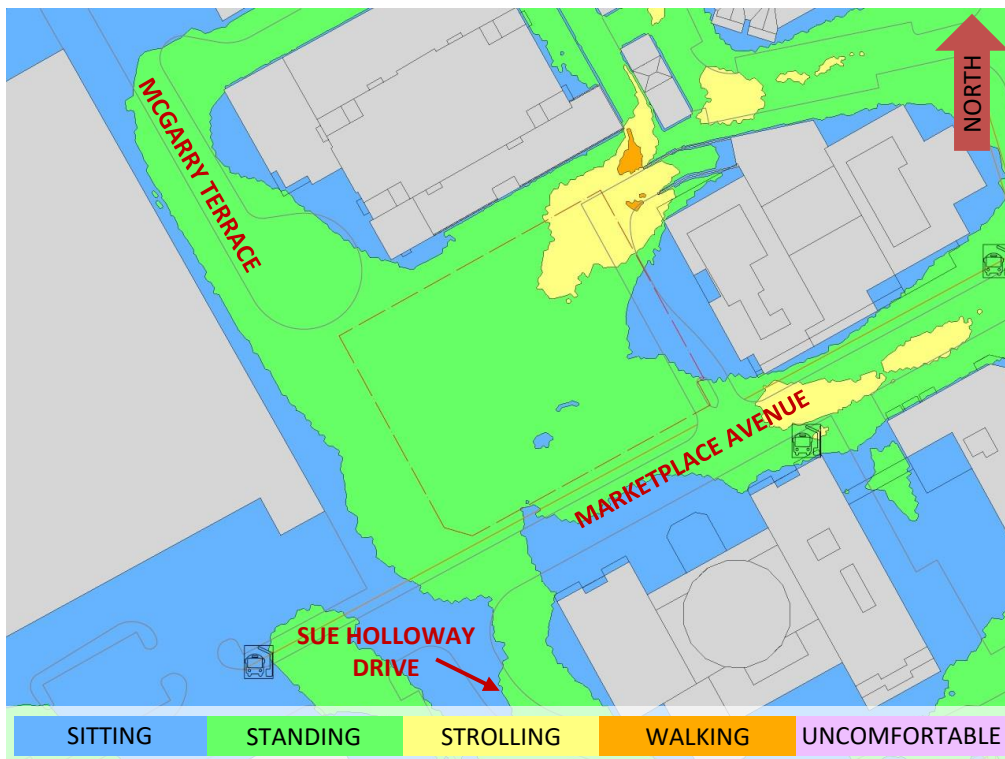 NORTH
MCGARRY TERRACE
MARKETPLACE AVENUE
SUE HOLLOWAY
DRIVE
SITTING
STANDING
STROLLING
WALKING
UNCOMFORTABLE